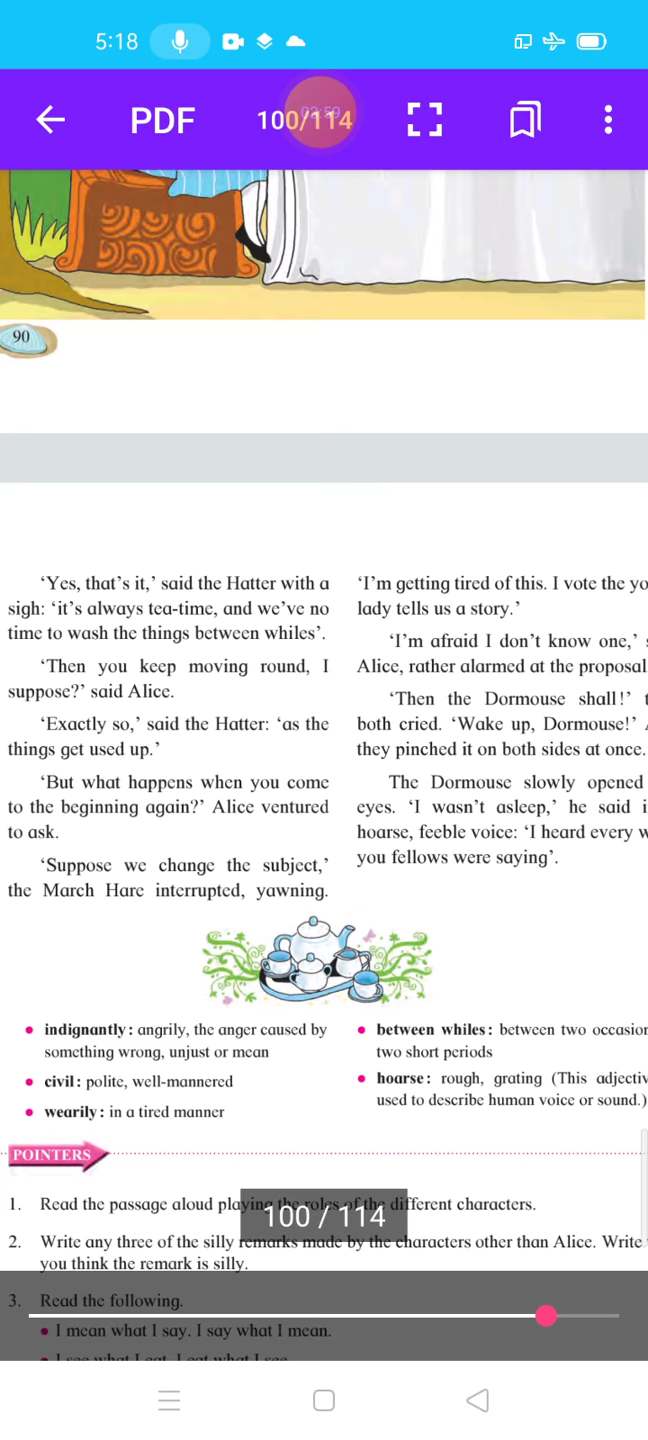 5:18
PDF
100/114
03:59
90
‘Yes, that’s it,’ said the Hatter with a
sigh: ‘it’s always tea-time, and we’ve no
time to wash the things between whiles’.
‘Then you keep moving round, I
suppose?’ said Alice.
‘Exactly so,’ said the Hatter: ‘as the
things get used up.’
‘But what happens when you come
to the beginning again?’ Alice ventured
to ask.
‘Suppose we change the subject,’
the March Hare interrupted, yawning.
‘I’m getting tired of this. I vote the yo
lady tells us a story.’
‘I’m afraid I don’t know one,’
Alice, rather alarmed at the proposal
‘Then the Dormouse shall!’ t
both cried. ‘Wake up, Dormouse!’
they pinched it on both sides at once.
The Dormouse slowly opened
eyes. ‘I wasn’t asleep,’ he said i
hoarse, feeble voice: ‘I heard every w
you fellows were saying’.
• indignantly: angrily, the anger caused by
something wrong, unjust or mean
• civil: polite, well-mannered
• wearily: in a tired manner
• between whiles: between two occasion
two short periods
• hoarse: rough, grating (This adjectiv
used to describe human voice or sound.)
POINTERS
1. Read the passage aloud playing the roles of the different characters.
100 / 114
2. Write any three of the silly remarks made by the characters other than Alice. Write
you think the remark is silly.
3. Read the following.
• I mean what I say. I say what I mean.
• I see what I eat. I eat what I see.